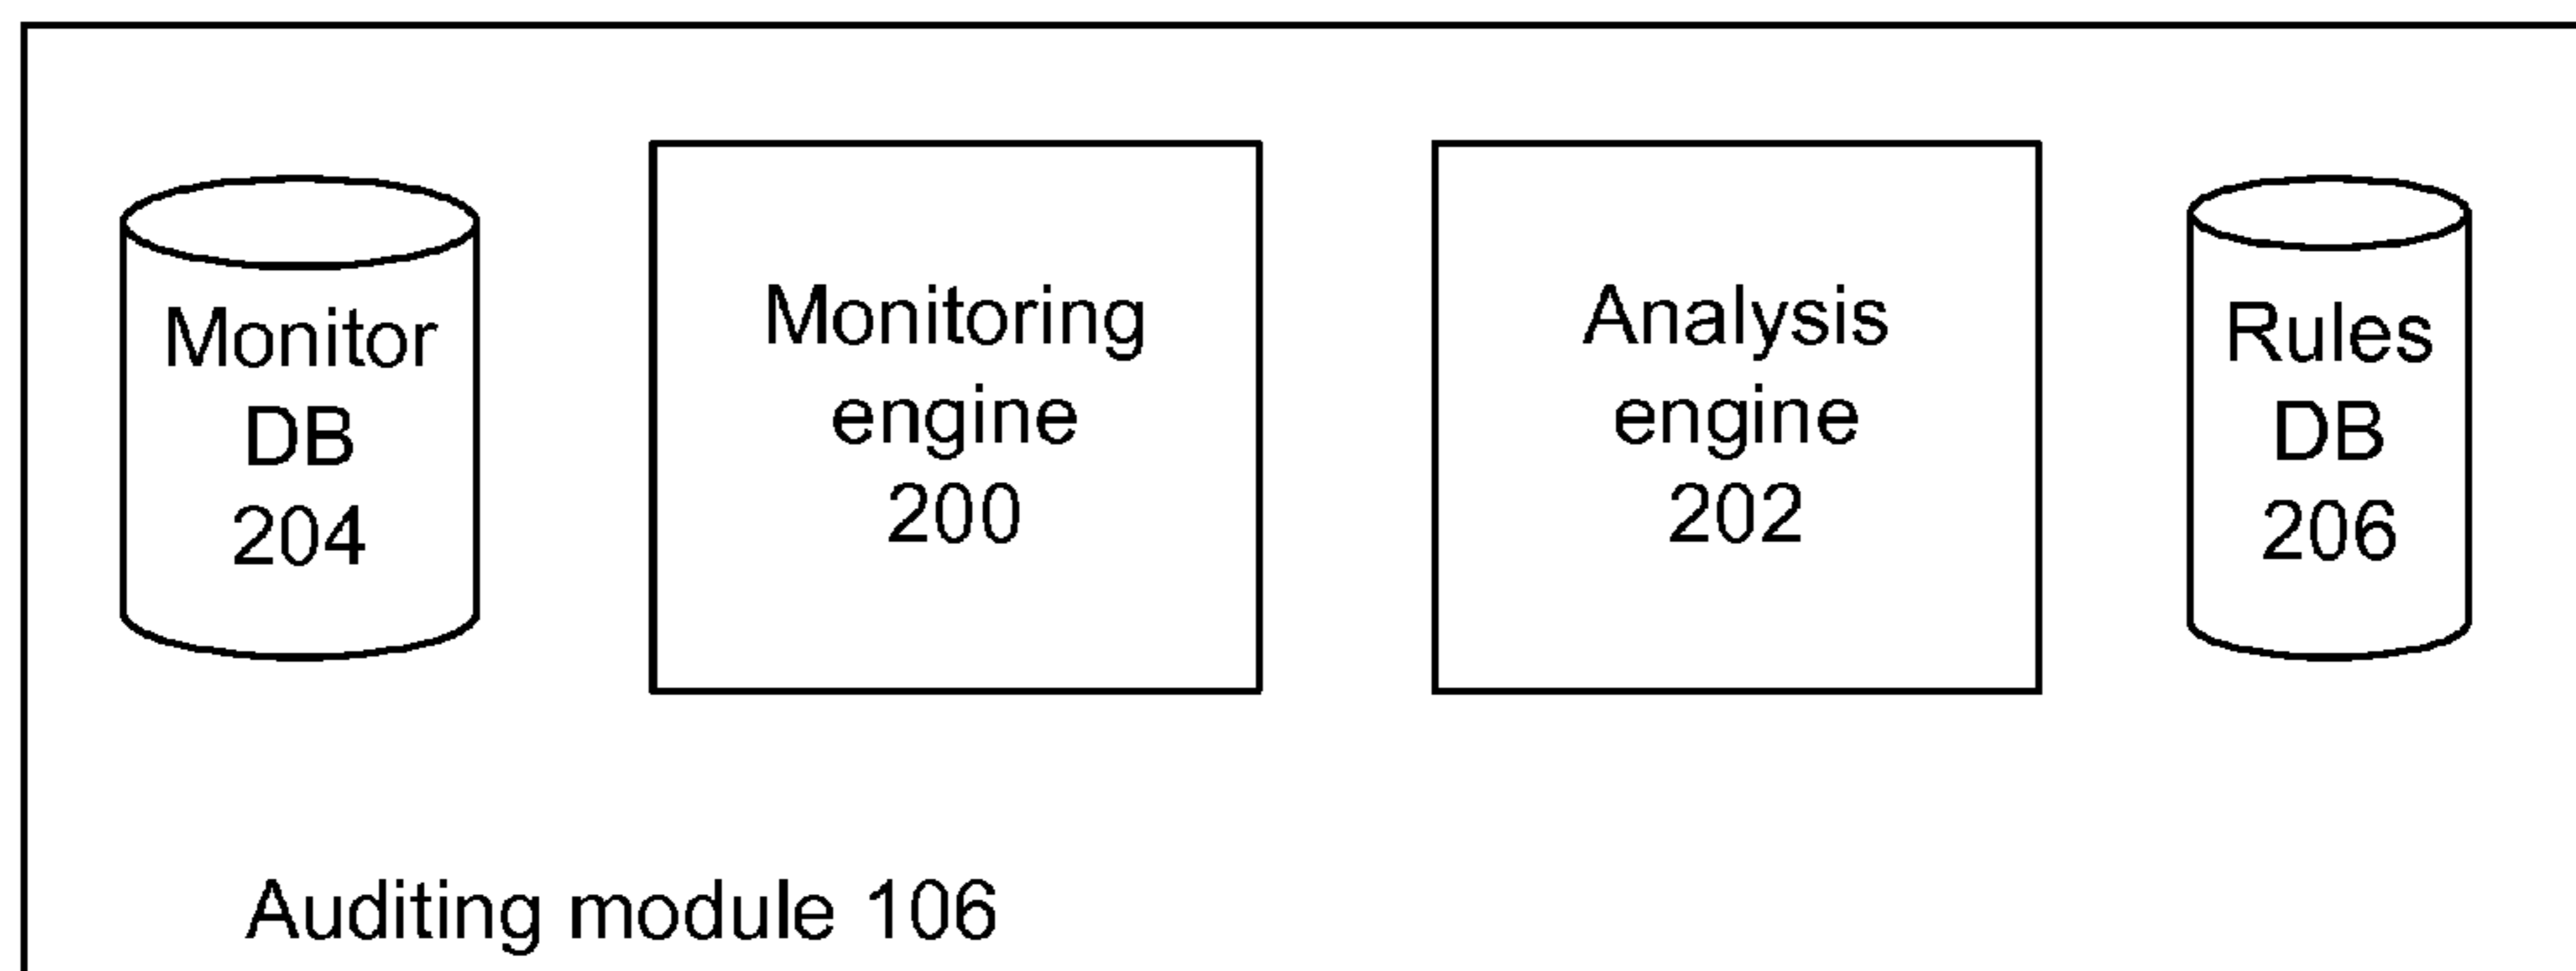 Monitor
DB
204
Monitoring
engine
200
Analysis
engine
202
Rules
DB
206
Auditing module 106